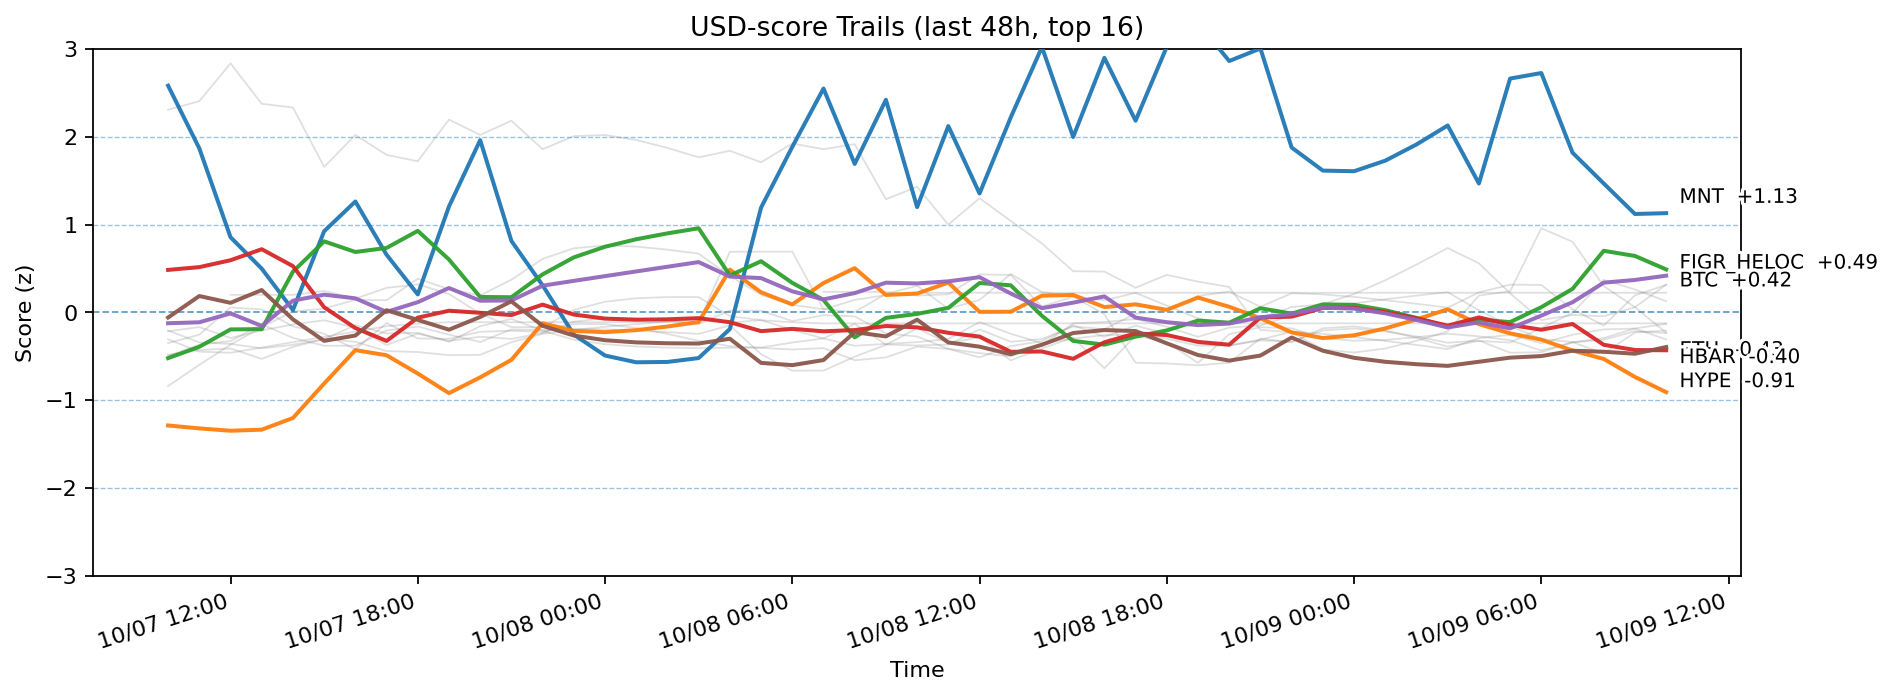 USD-score Trails (last 48h, top 16)
Score (z)
3
2
1
0
−1
−2
−3
MNT +1.13
FIGR_HELOC +0.49
BTC +0.42
HBAR -0.40
HYPE -0.91
10/07 12:00
10/07 18:00
10/08 00:00
10/08 06:00
10/08 12:00
10/08 18:00
10/09 00:00
10/09 06:00
10/09 12:00
Time